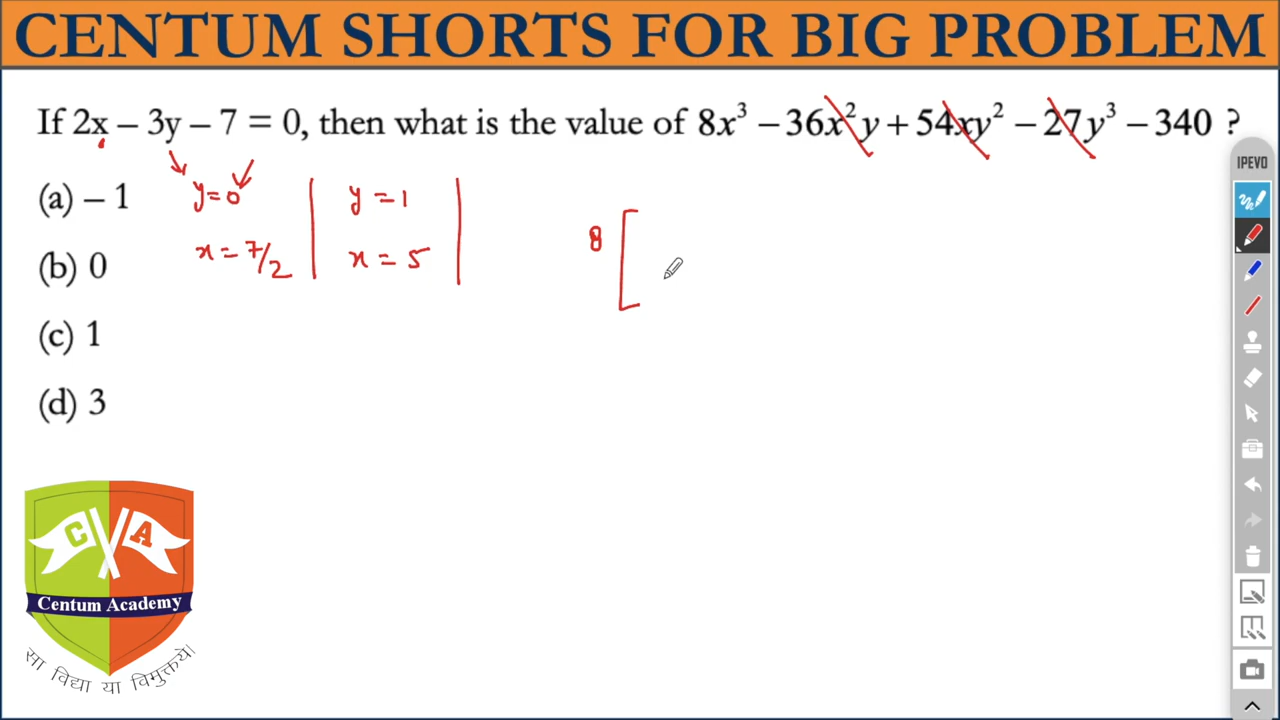 CENTUM SHORTS FOR BIG PROBLEM
If 2x – 3y – 7 = 0, then what is the value of 8x³ – 36x²y + 54xy² – 27y³ – 340 ?
(a) – 1
(b) 0
(c) 1
(d) 3
y = 0
x = 7/2
y = 1
x = 5
8 [
IPEVO
C A
Centum Academy
सा विद्या या विमुक्तये।